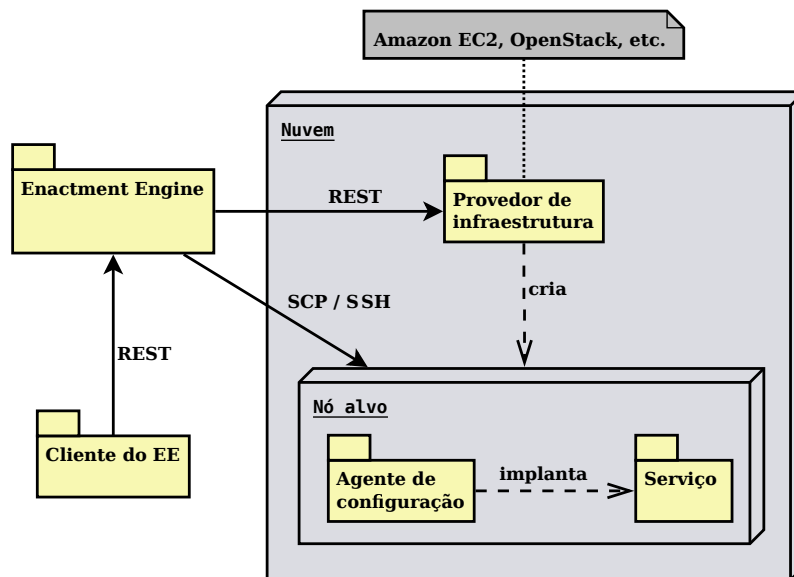 Amazon EC2, OpenStack, etc.
Nuvem
Enactment Engine
REST
Provedor de
infraestrutura
cria
SCP / SSH
REST
Nó alvo
Cliente do EE
Agente de
configuração
implanta
Serviço